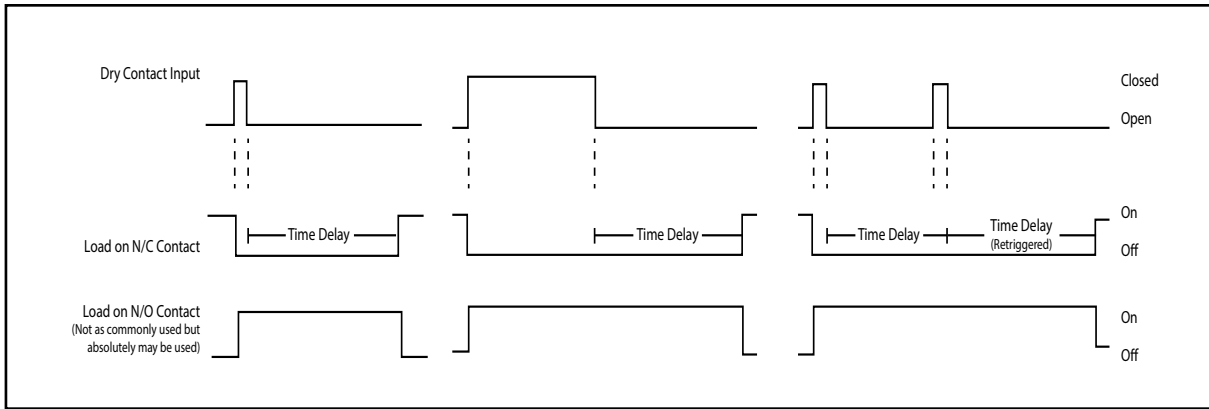 Dry Contact Input
Closed
Open
On
Load on N/C Contact
Time Delay
Time Delay
Time Delay
Time Delay
(Retriggered)
Off
Load on N/O Contact
(Not as commonly used but
absolutely may be used)
On
Off